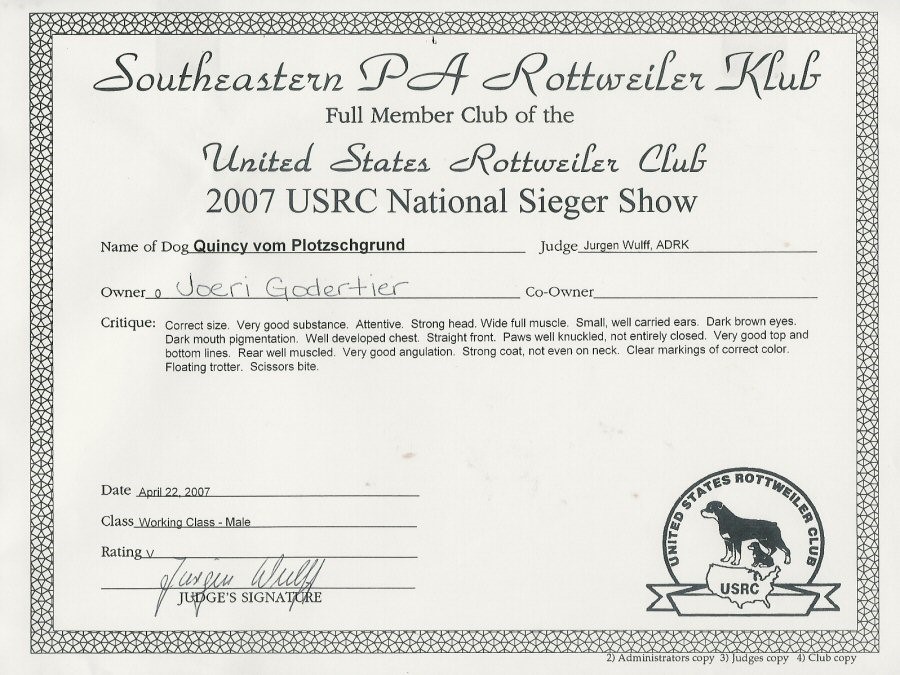 Southeastern PA Rottweiler Klub
Full Member Club of the
United States Rottweiler Club
2007 USRC National Sieger Show
Name of Dog Quincy vom Plotzschgrund Judge Jurgen Wulff, ADRK
Owner 0 Joeri Godertier Co-Owner
Critique: Correct size. Very good substance. Attentive. Strong head. Wide full muscle. Small, well carried ears. Dark brown eyes.
Dark mouth pigmentation. Well developed chest. Straight front. Paws well knuckled, not entirely closed. Very good top and
bottom lines. Rear well muscled. Very good angulation. Strong coat, not even on neck. Clear markings of correct color.
Floating trotter. Scissors bite.
Date April 22, 2007
Class Working Class - Male
Rating V
Jurgen Wulff
JUDGE'S SIGNATURE
UNITED STATES ROTTWEILER CLUB
USRC
2) Administrators copy 3) Judges copy 4) Club copy